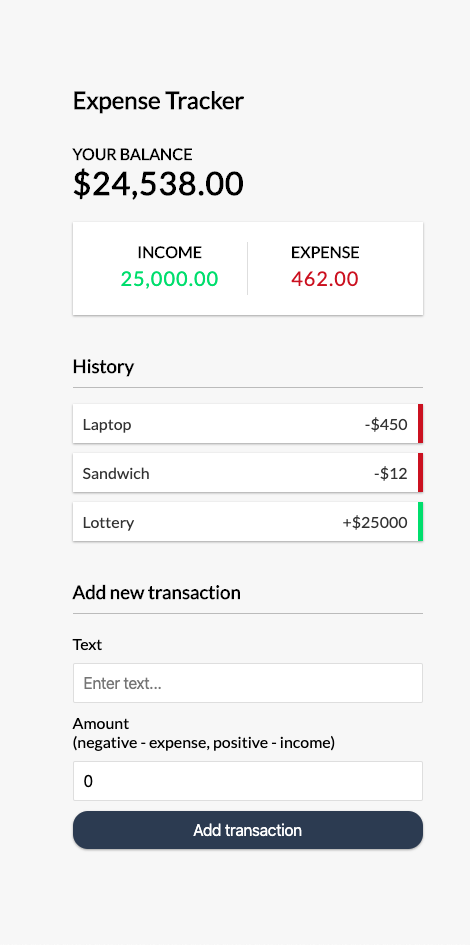 Expense Tracker
YOUR BALANCE
$24,538.00
INCOME EXPENSE
25,000.00 462.00
History
Laptop -$450
Sandwich -$12
Lottery +$25000
Add new transaction
Text
Enter text...
Amount
(negative - expense, positive - income)
0
Add transaction